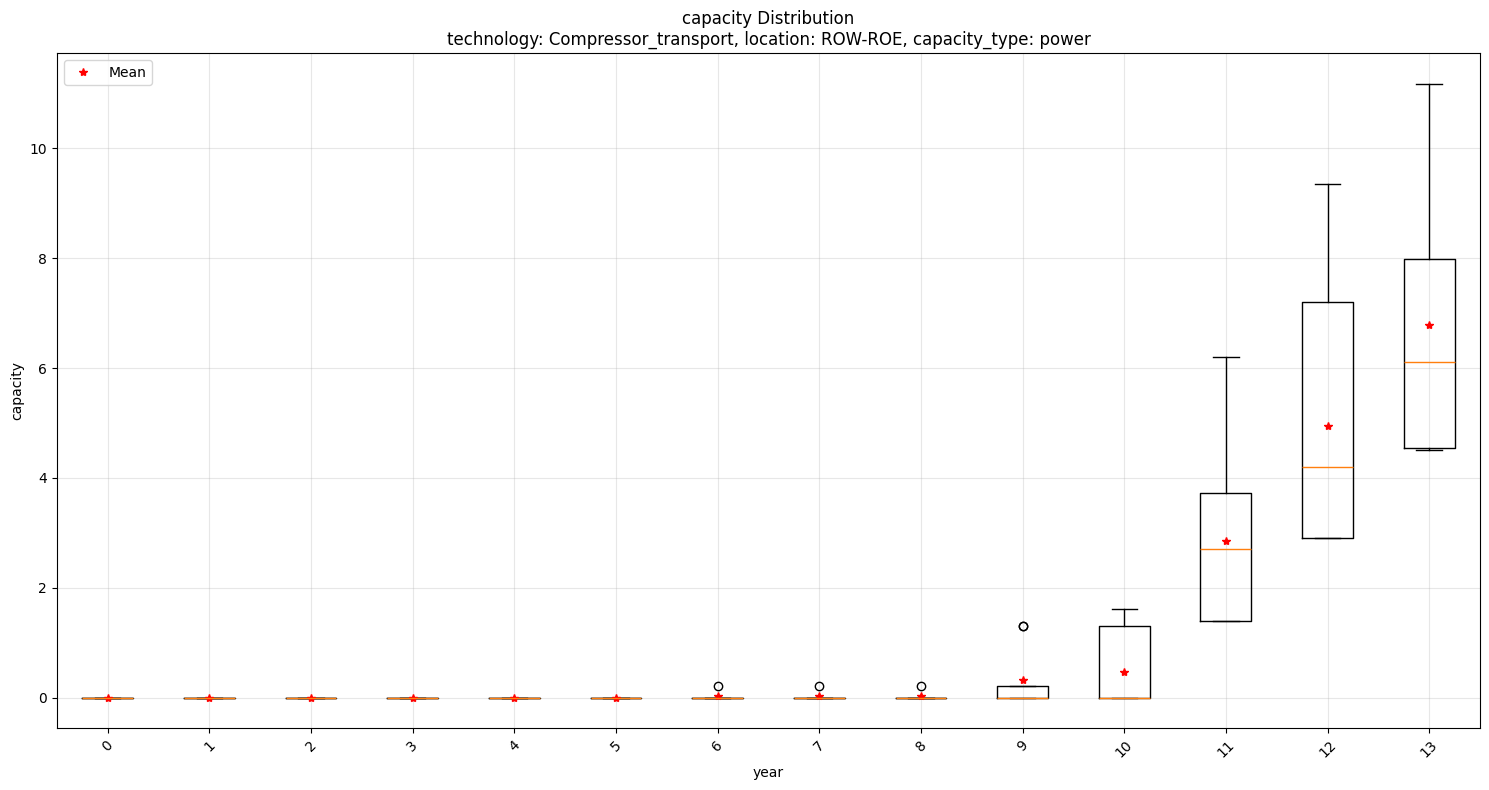 capacity Distribution
technology: Compressor_transport, location: ROW-ROE, capacity_type: power
Mean
capacity
10
8
6
4
2
0
0 1 2 3 4 5 6 7 8 9 10 11 12 13
year